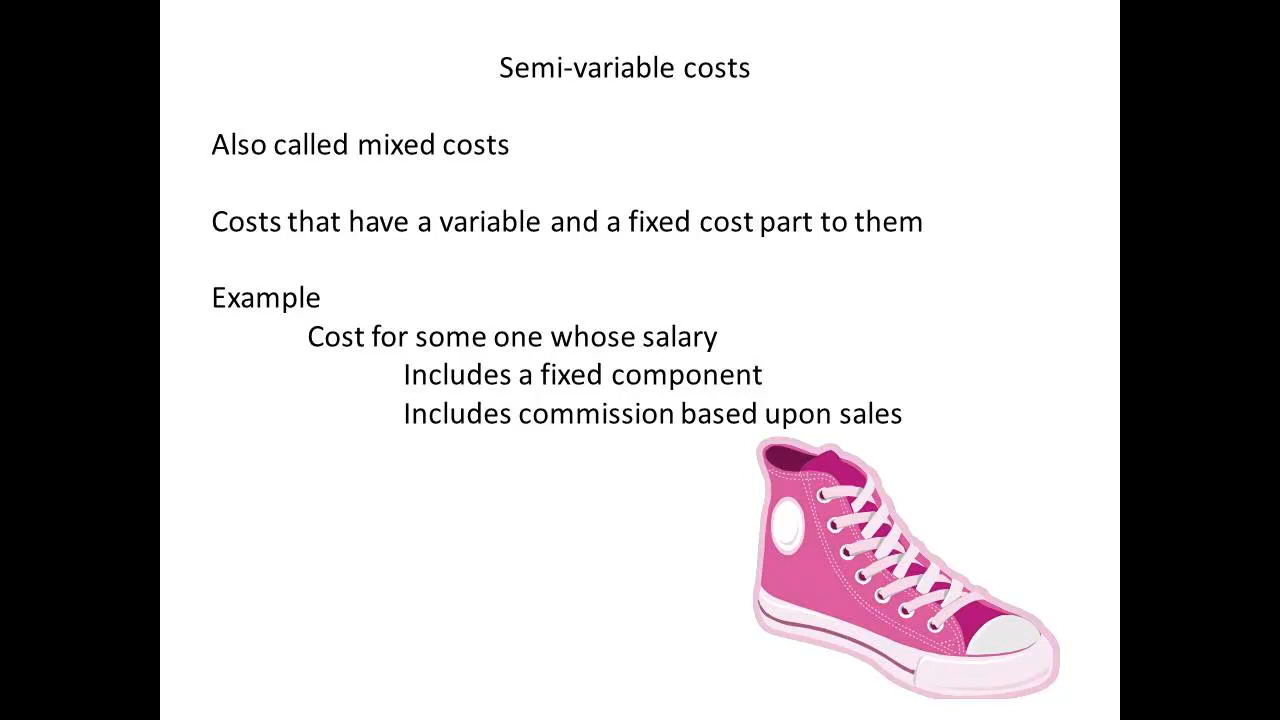 Semi-variable costs
Also called mixed costs
Costs that have a variable and a fixed cost part to them
Example
Cost for some one whose salary
Includes a fixed component
Includes commission based upon sales